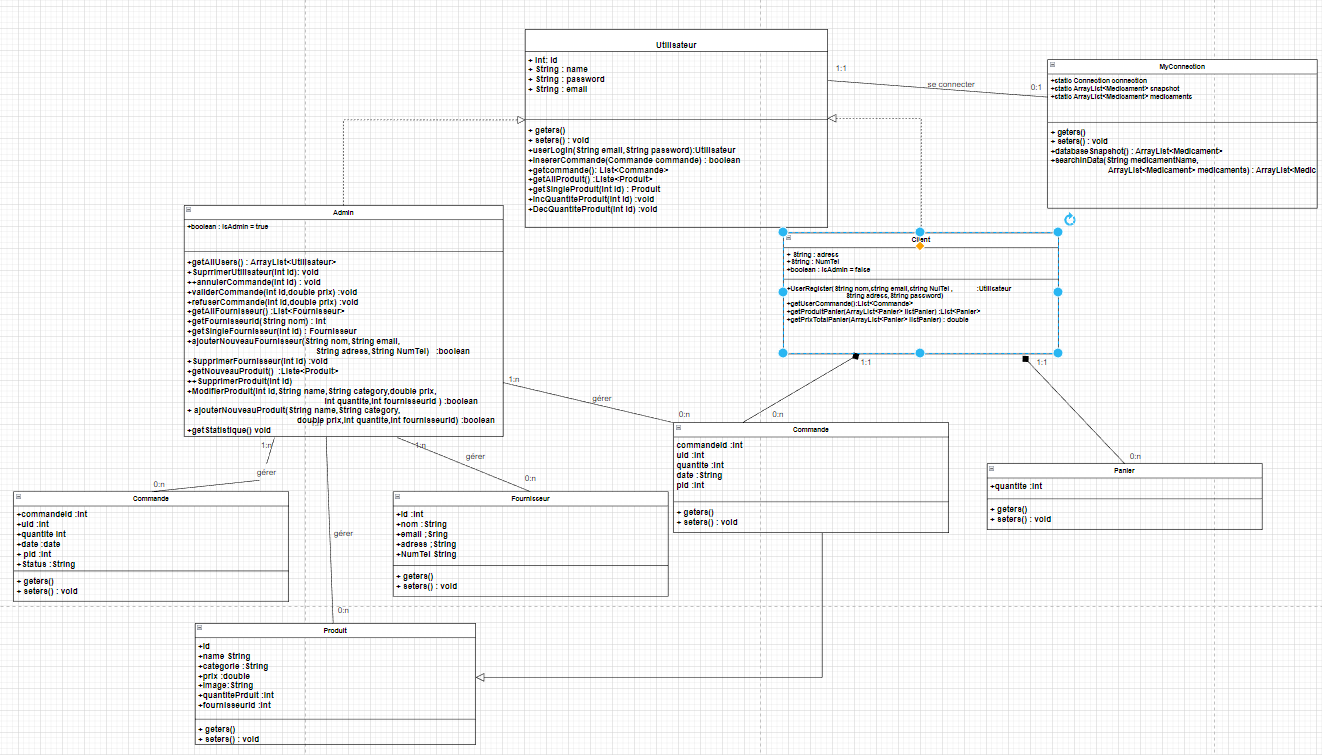 Utilisateur
+ int: id
+ String : name
+ String : password
+ String : email
+ geters()
+ seters() : void
+userLogin(String email,String password):Utilisateur
+insererCommande(Commande commande) : boolean
+getcommande(): List<Commande>
+getAllProduit() :Liste<Produit>
+getSingleProduit(int id) : Produit
+incQuantiteProduit(int id) :void
+DecQuantiteProduit(int id) :void
1:1
se connecter
0:1
MyConnection
+static Connection oonnection
+static ArrayList<Medicament> snapshot
+static ArrayList<Medicament> medicaments
+ geters()
+ seters() : void
+databaseSnapshot() : ArrayList<Medicament>
+searchInData(String medicamentName,
ArrayList<Medicament> medicaments) : ArrayList<Medic
Admin
+boolean : isAdmin = true
+getAllUsers() : ArrayList<Utilisateur>
+SupprimerUtilisateur(int id): void
++annulerCommande(int id) : void
+validerCommande(int id,double prix) :void
+refuserCommande(int id,double prix) :void
+getAllFournisseur() :List<Fournisseur>
+getFournisseurid(String nom) : int
+getSingleFournisseur(int id) : Fournisseur
+ajouterNouveauFournisseur(String nom,String email,
String adress,String NumTel) :boolean
+SupprimerFournisseur(int id) :void
+getNouveauProduit() :Liste<Produit>
++SupprimerProduit(int id)
+ModifierProduit(int id,String name,String category,double prix,
int quantite,int fournisseurid ) :boolean
+ ajouterNouveauProduit(String name,String category,
double prix,int quantite,int fournisseurid) :boolean
+getStatistique() void
Client
+ String : adress
+String : NumTel
+boolean : isAdmin = false
+UserRegister(String nom,string email,string NulTel , :Utilisateur
String adress,String password)
+getUserCommande():List<Commande>
+getProduitPanier(ArrayList<Panier> listPanier) :List<Panier>
+getPrixTotalPanier(ArrayList<Panier> listPanier) : double
1:1
1:1
1:n
gérer
0:n
0:n
0:n
Commande
commandeid :int
uid :int
quantite :int
date :String
pid :int
+ geters()
+ seters() : void
Panier
+quantite :int
+ geters()
+ seters() : void
1:n
gérer
0:n
1:n
gérer
0:n
1:n
gérer
0:n
Commande
+commandeid :int
+uid :int
+quantite int
+date :date
+ pid :int
+Status :String
+ geters()
+ seters() : void
Fournisseur
+id :int
+nom :String
+email ;Sring
+adress ;String
+NumTel String
+ geters()
+ seters() : void
Produit
+id
+name String
+categorie :String
+prix :double
+image:String
+quantitePrduit :int
+fournisseurid :int
+ geters()
+ seters() : void